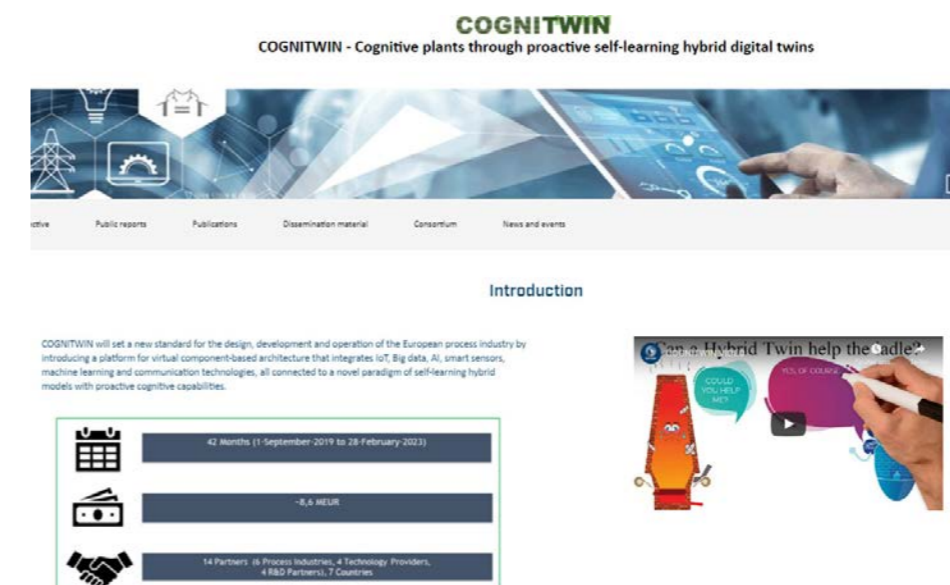 COGNITWIN
COGNITWIN - Cognitive plants through proactive self-learning hybrid digital twins
ective
Public reports
Publications
Dissemination material
Consortium
News and events
Introduction
COGNITWIN will set a new standard for the design, development and operation of the European process industry by
introducing a platform for virtual component-based architecture that integrates IoT, Big data, AI, smart sensors,
machine learning and communication technologies, all connected to a novel paradigm of self-learning hybrid
models with proactive cognitive capabilities.
42 Months (1-September-2019 to 28-February-2023)
~8,6 MEUR
14 Partners (6 Process Industries, 4 Technology Providers,
4 R&D Partners), 7 Countries
Can a Hybrid Twin help the ladle?
COULD
YOU HELP
ME?
YES, OF COURSE